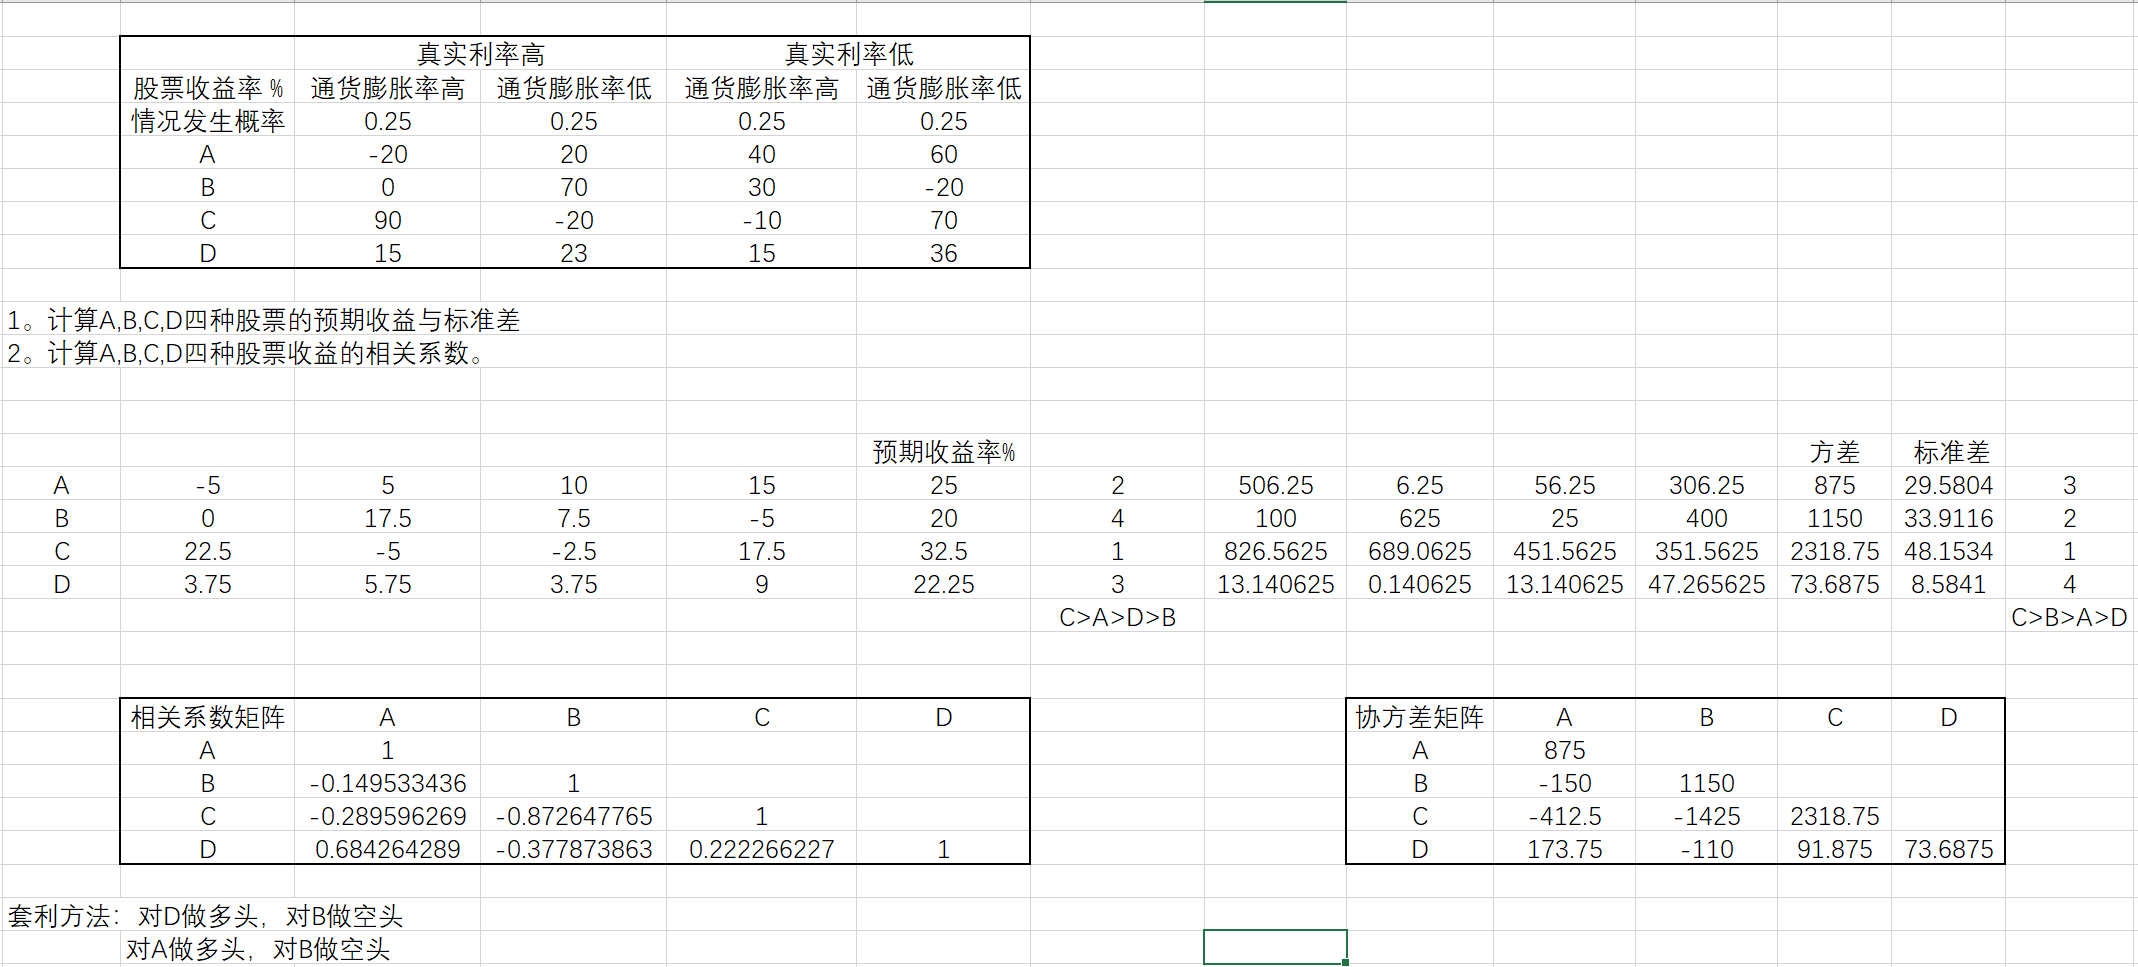 真实利率高 真实利率低
股票收益率 % 通货膨胀率高 通货膨胀率低 通货膨胀率高 通货膨胀率低
情况发生概率 0.25 0.25 0.25 0.25
A -20 20 40 60
B 0 70 30 -20
C 90 -20 -10 70
D 15 23 15 36
1。计算A,B,C,D四种股票的预期收益与标准差
2。计算A,B,C,D四种股票收益的相关系数。
预期收益率% 方差 标准差
A -5 5 10 15 25 2 506.25 6.25 56.25 306.25 875 29.5804 3
B 0 17.5 7.5 -5 20 4 100 625 25 400 1150 33.9116 2
C 22.5 -5 -2.5 17.5 32.5 1 826.5625 689.0625 451.5625 351.5625 2318.75 48.1534 1
D 3.75 5.75 3.75 9 22.25 3 13.140625 0.140625 13.140625 47.265625 73.6875 8.5841 4
C>A>D>B C>B>A>D
相关系数矩阵 A B C D 协方差矩阵 A B C D
A 1 A 875
B -0.149533436 1 B -150 1150
C -0.289596269 -0.872647765 1 C -412.5 -1425 2318.75
D 0.684264289 -0.377873863 0.222266227 1 D 173.75 -110 91.875 73.6875
套利方法：对D做多头，对B做空头
对A做多头，对B做空头